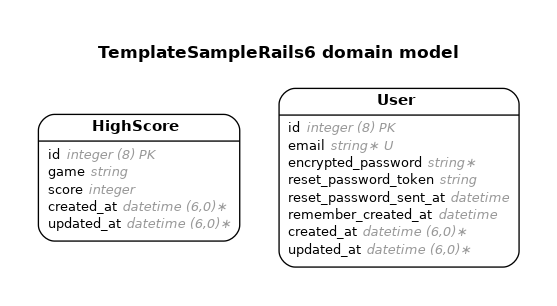 TemplateSampleRails6 domain model
HighScore
id integer (8) PK
game string
score integer
created_at datetime (6,0)∗
updated_at datetime (6,0)∗
User
id integer (8) PK
email string∗ U
encrypted_password string∗
reset_password_token string
reset_password_sent_at datetime
remember_created_at datetime
created_at datetime (6,0)∗
updated_at datetime (6,0)∗